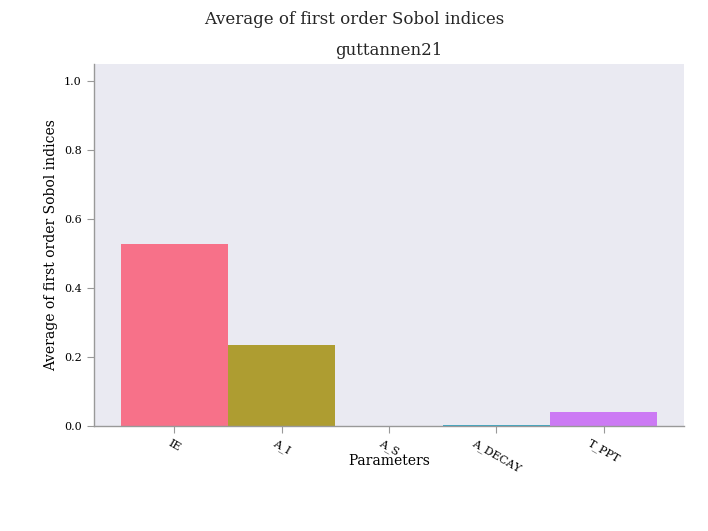 Average of first order Sobol indices
guttannen21
Average of first order Sobol indices
1.0
0.8
0.6
0.4
0.2
0.0
IE
A_I
A_S
A_DECAY
T_PPT
Parameters